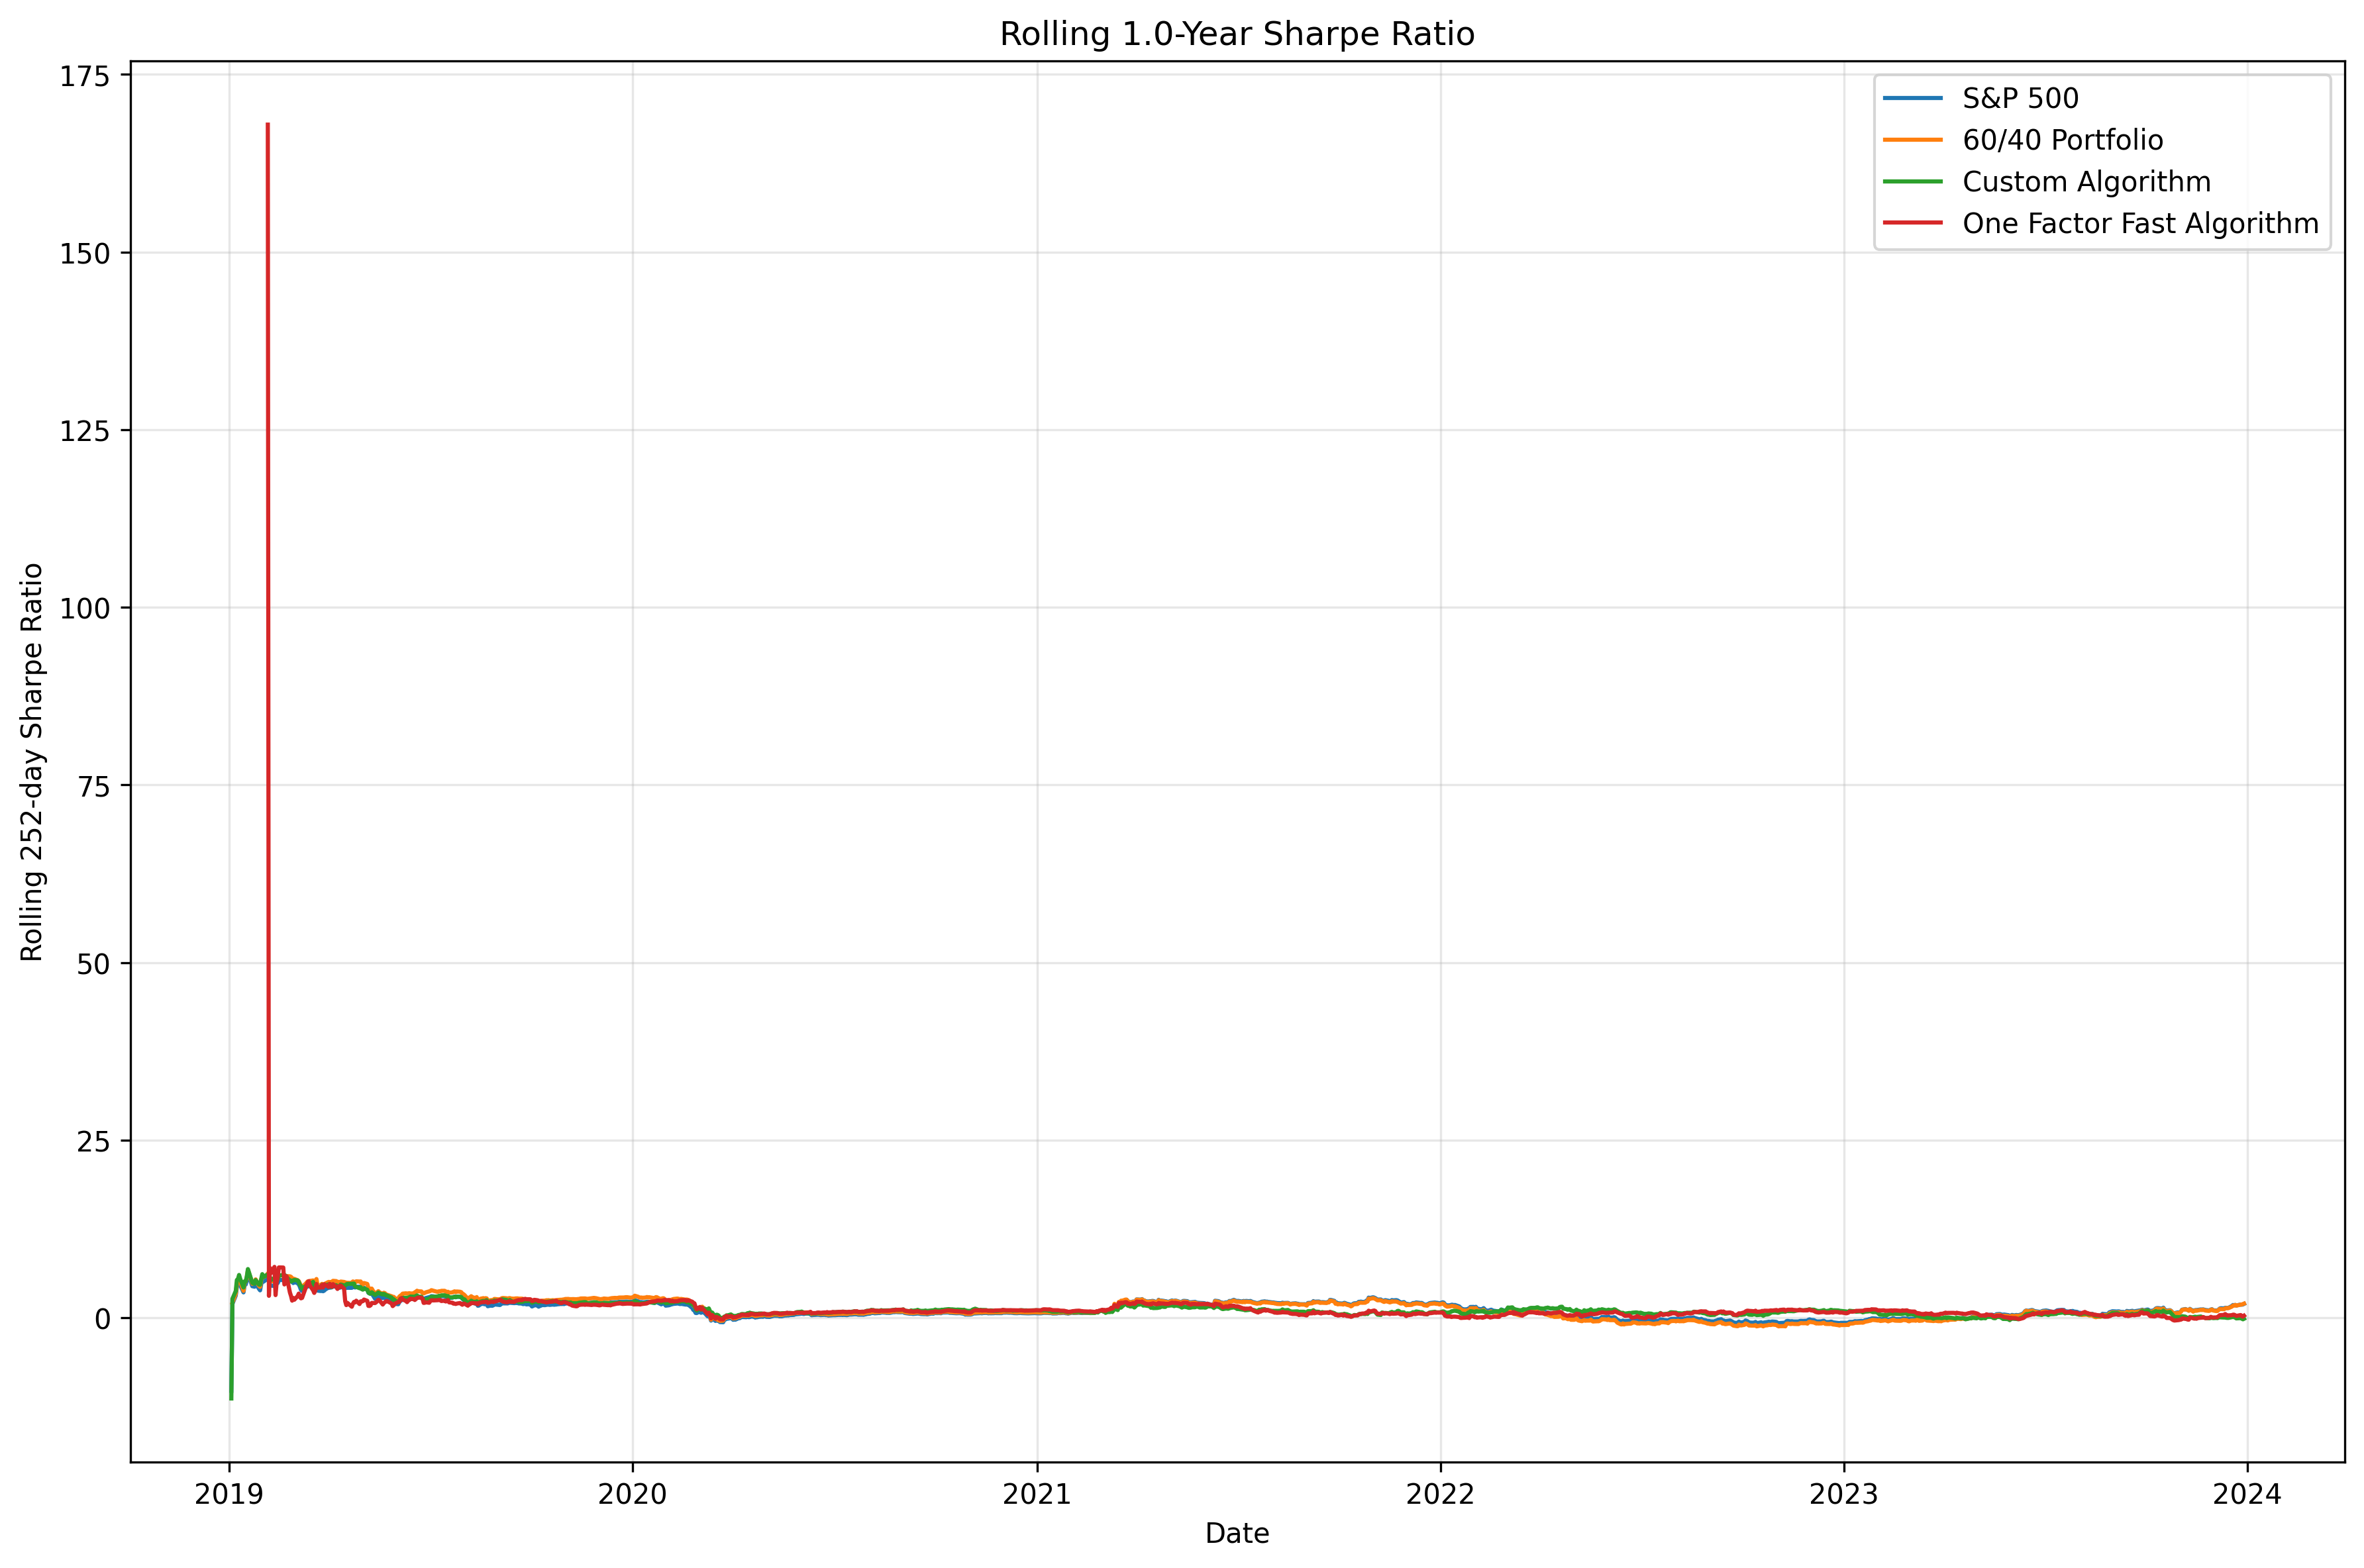 Rolling 1.0-Year Sharpe Ratio
175
150
125
100
75
50
25
0
Rolling 252-day Sharpe Ratio
S&P 500
60/40 Portfolio
Custom Algorithm
One Factor Fast Algorithm
2019
2020
2021
2022
2023
2024
Date